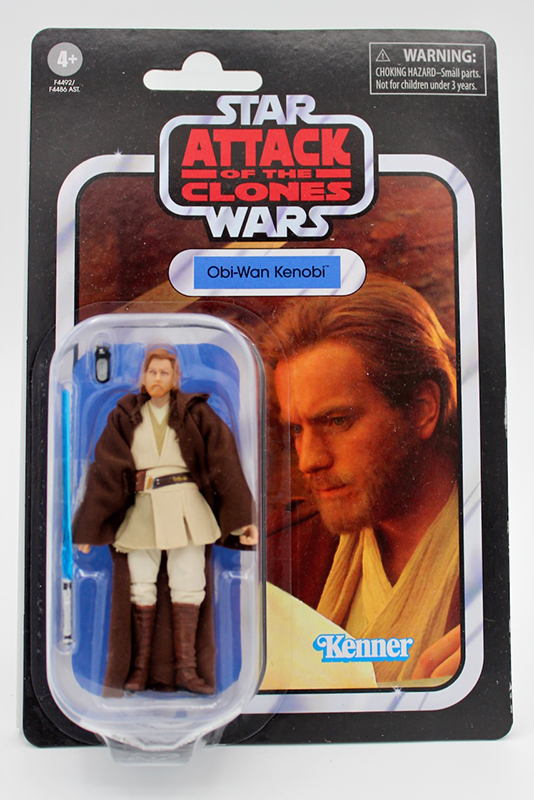 4+
F4492/
F4486 AST.
WARNING:
CHOKING HAZARD–Small parts.
Not for children under 3 years.
STAR
ATTACK
OF THE
CLONES
WARS
Obi-Wan Kenobi™
Kenner